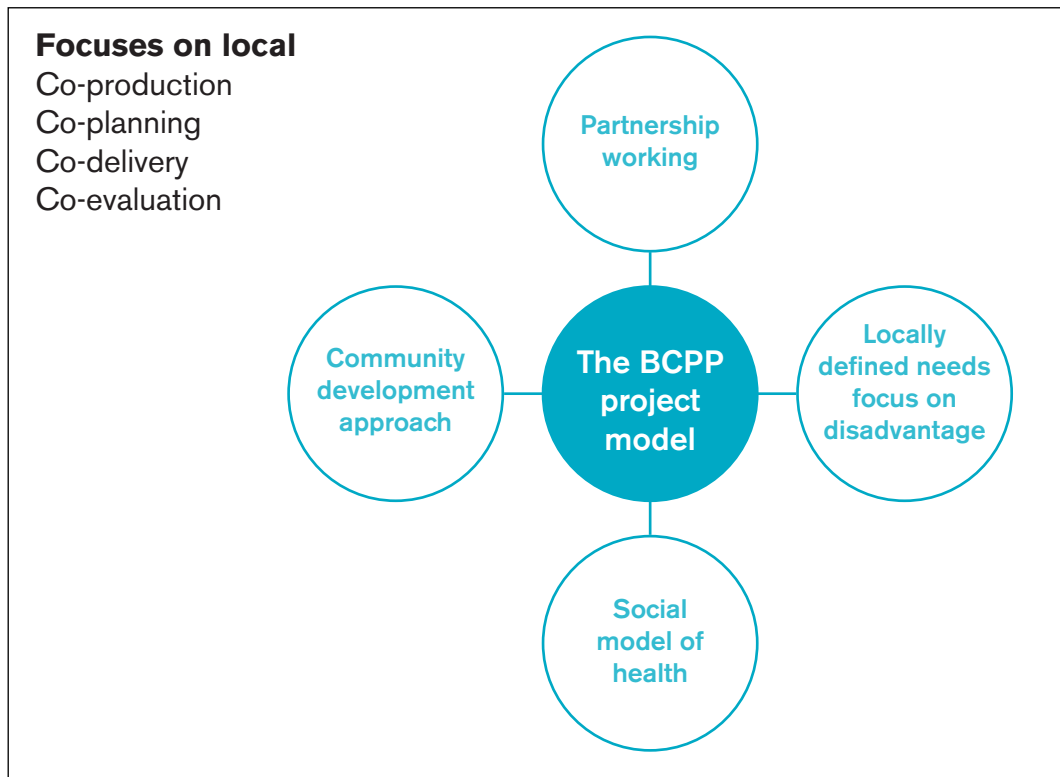 Focuses on local
Co-production
Co-planning
Co-delivery
Co-evaluation
Partnership
working
Community
development
approach
The BCPP
project
model
Locally
defined needs
focus on
disadvantage
Social
model of
health